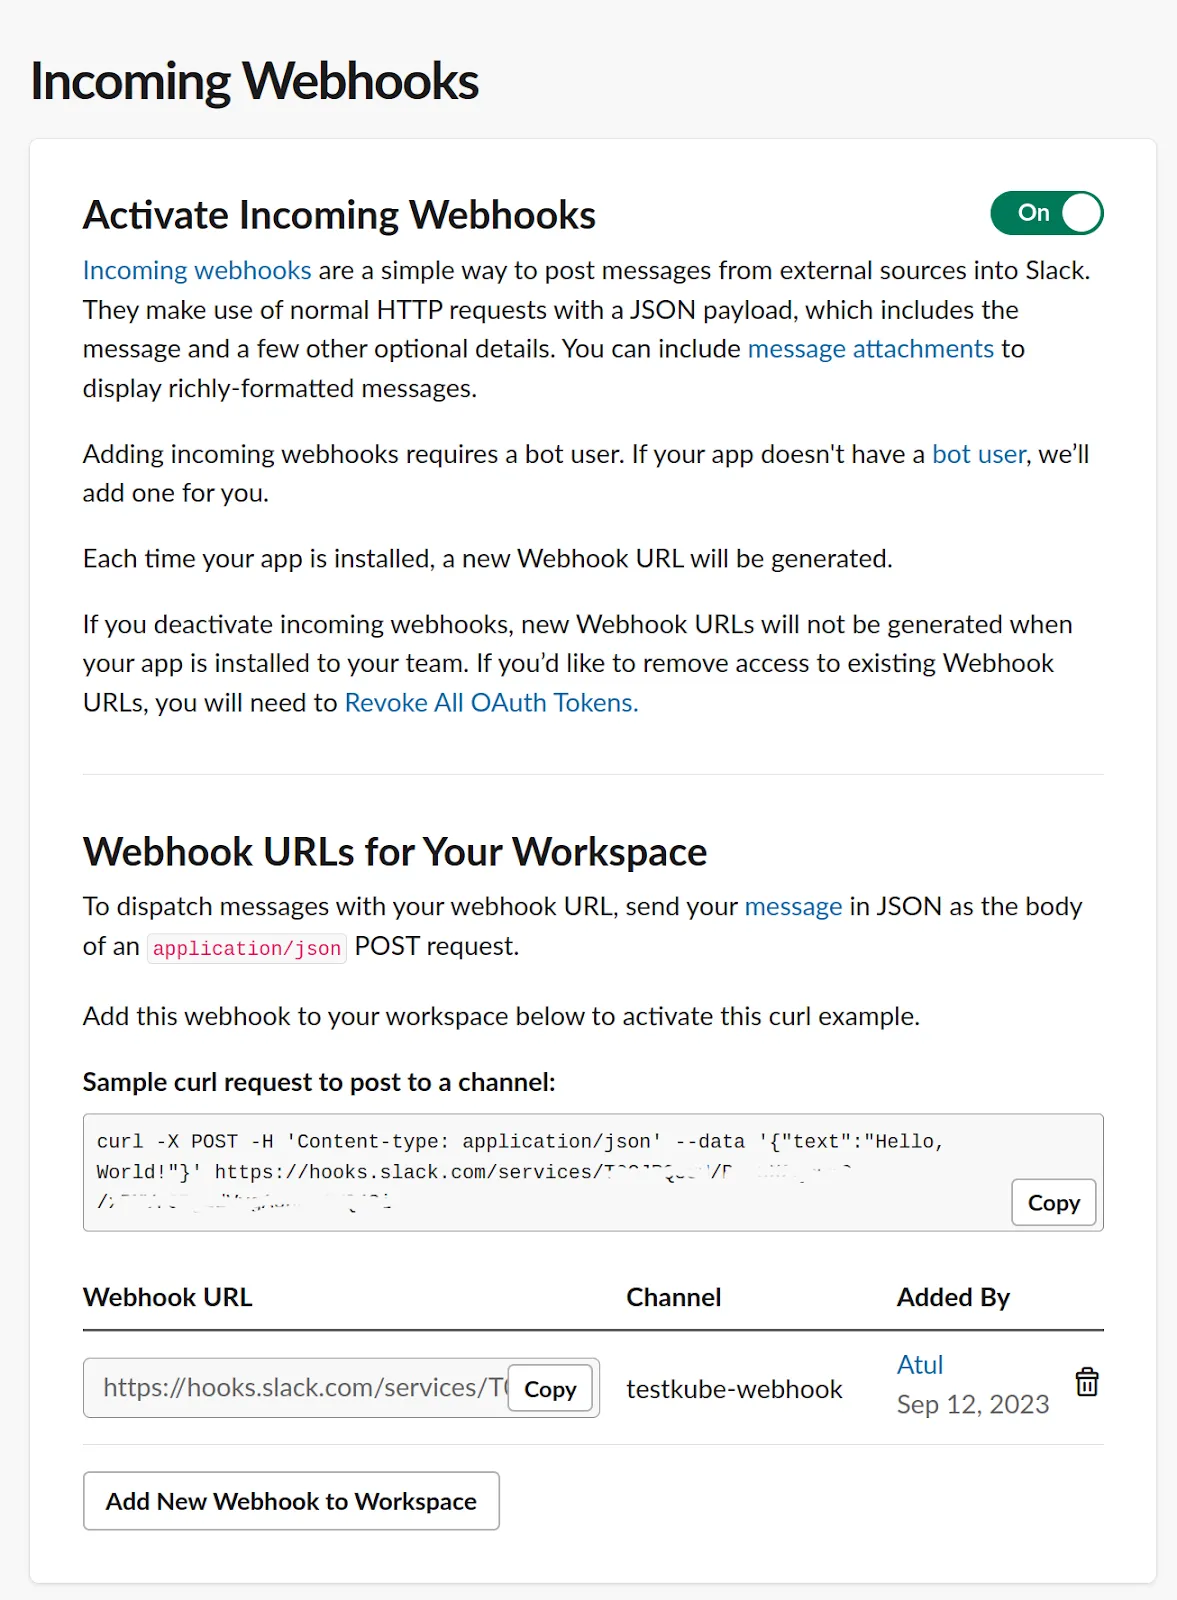 Incoming Webhooks
Activate Incoming Webhooks
On
Incoming webhooks are a simple way to post messages from external sources into Slack.
They make use of normal HTTP requests with a JSON payload, which includes the
message and a few other optional details. You can include message attachments to
display richly-formatted messages.
Adding incoming webhooks requires a bot user. If your app doesn't have a bot user, we’ll
add one for you.
Each time your app is installed, a new Webhook URL will be generated.
If you deactivate incoming webhooks, new Webhook URLs will not be generated when
your app is installed to your team. If you’d like to remove access to existing Webhook
URLs, you will need to Revoke All OAuth Tokens.
Webhook URLs for Your Workspace
To dispatch messages with your webhook URL, send your message in JSON as the body
of an application/json POST request.
Add this webhook to your workspace below to activate this curl example.
Sample curl request to post to a channel:
curl -X POST -H 'Content-type: application/json' --data '{"text":"Hello,
World!"}' https://hooks.slack.com/services/
Copy
Webhook URL Channel Added By
https://hooks.slack.com/services/T Copy testkube-webhook Atul
Sep 12, 2023
Add New Webhook to Workspace